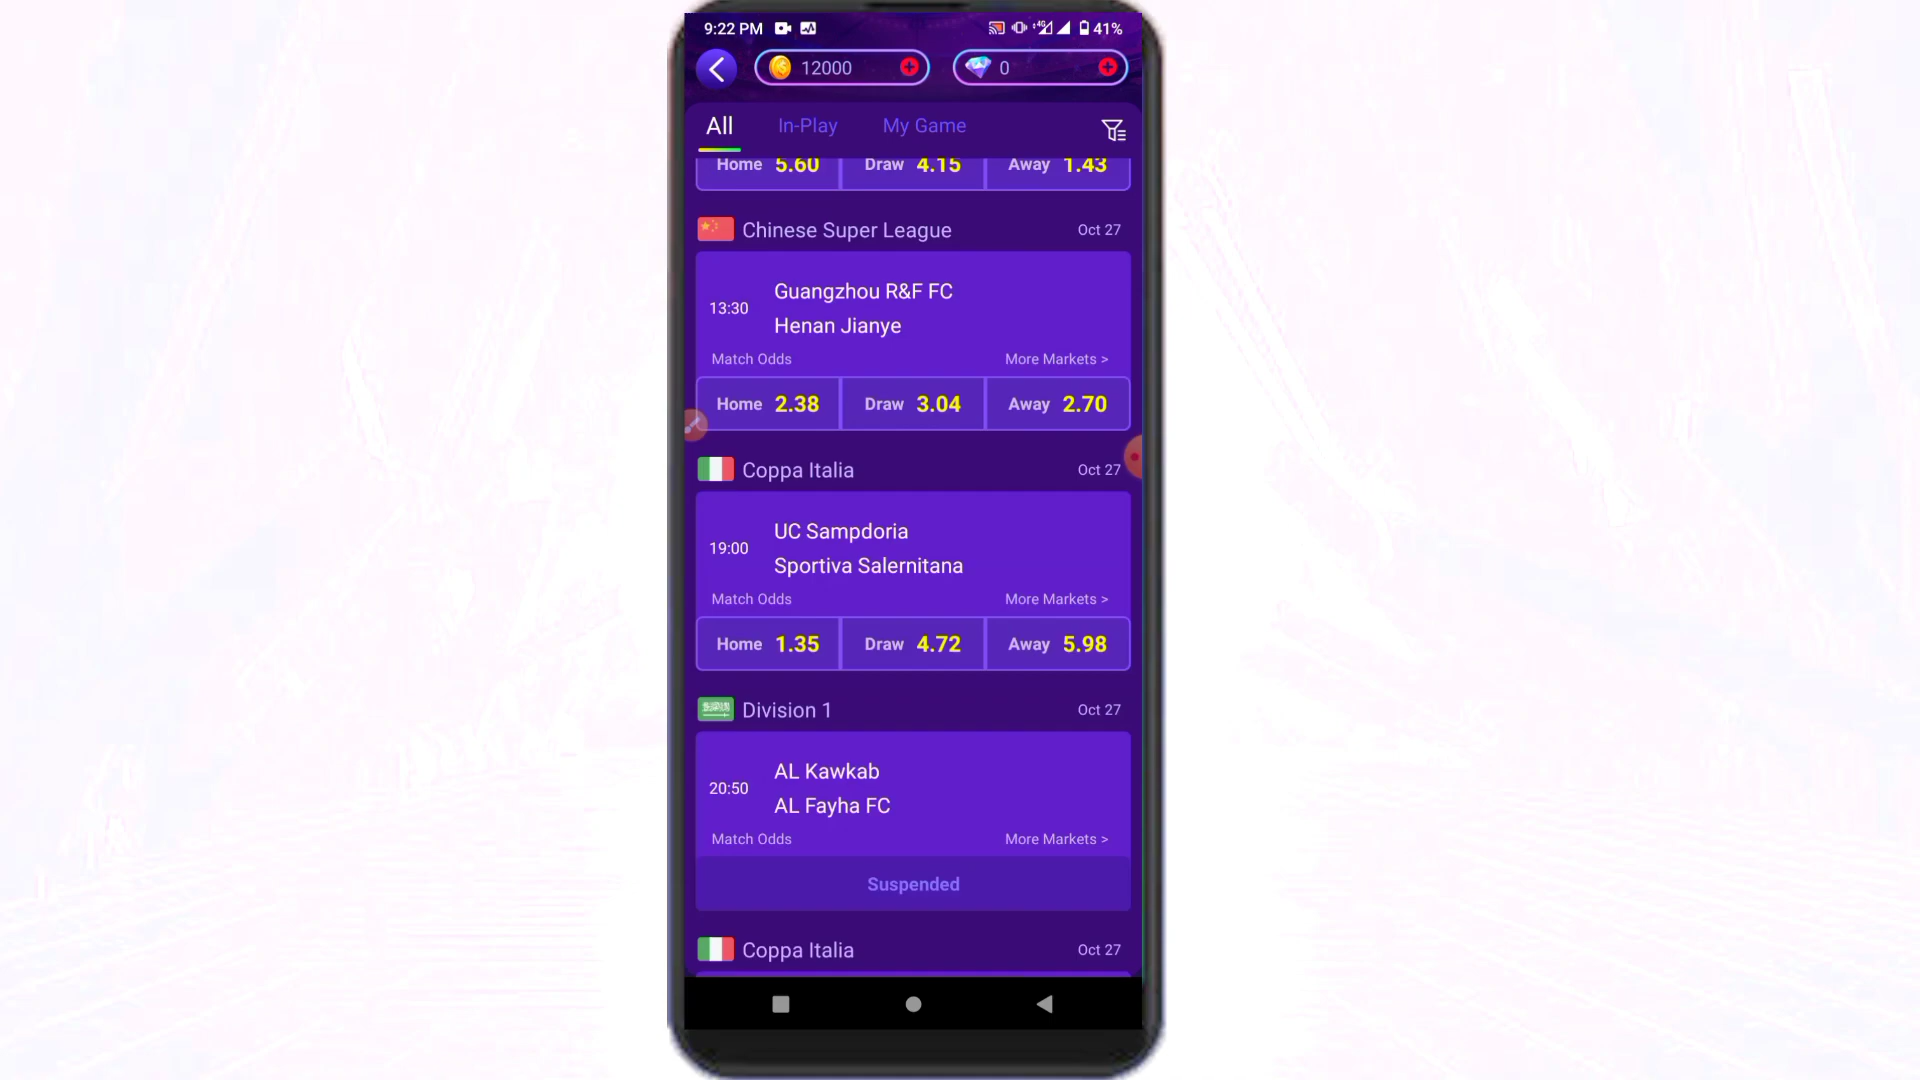 9:22 PM 4G 41%
12000 0
All In-Play My Game
Home 5.60 Draw 4.15 Away 1.43
Chinese Super League Oct 27
Guangzhou R&F FC
13:30
Henan Jianye
Match Odds More Markets >
Home 2.38 Draw 3.04 Away 2.70
Coppa Italia Oct 27
UC Sampdoria
19:00
Sportiva Salernitana
Match Odds More Markets >
Home 1.35 Draw 4.72 Away 5.98
Division 1 Oct 27
AL Kawkab
20:50
AL Fayha FC
Match Odds More Markets >
Suspended
Coppa Italia Oct 27